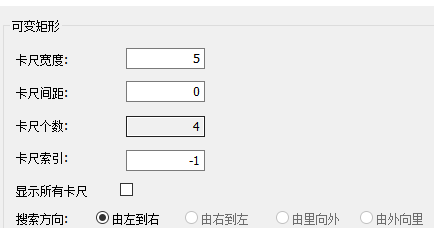 可变矩形
卡尺宽度: 5
卡尺间距: 0
卡尺个数: 4
卡尺索引: -1
显示所有卡尺
搜索方向: 由左到右 由右到左 由里向外 由外向里